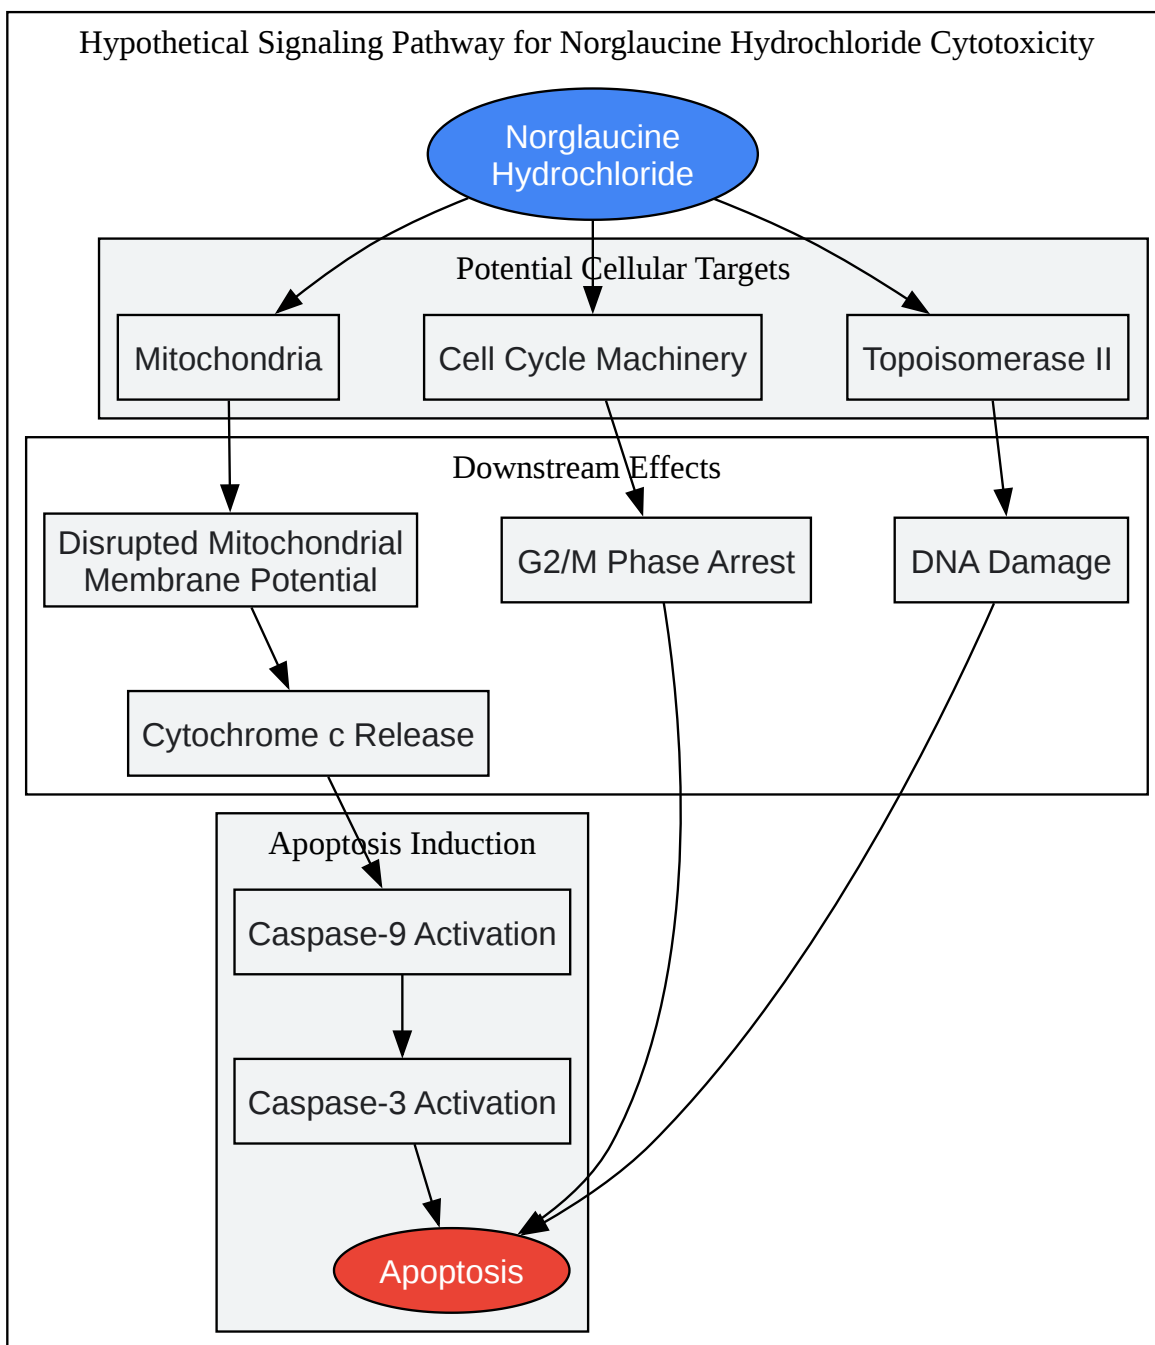 Hypothetical Signaling Pathway for Norglaucine Hydrochloride Cytotoxicity
Norglaucine
Hydrochloride
Potential Cellular Targets
Mitochondria
Cell Cycle Machinery
Topoisomerase II
Downstream Effects
Disrupted Mitochondrial
Membrane Potential
G2/M Phase Arrest
DNA Damage
Cytochrome c Release
Apoptosis Induction
Caspase-9 Activation
Caspase-3 Activation
Apoptosis